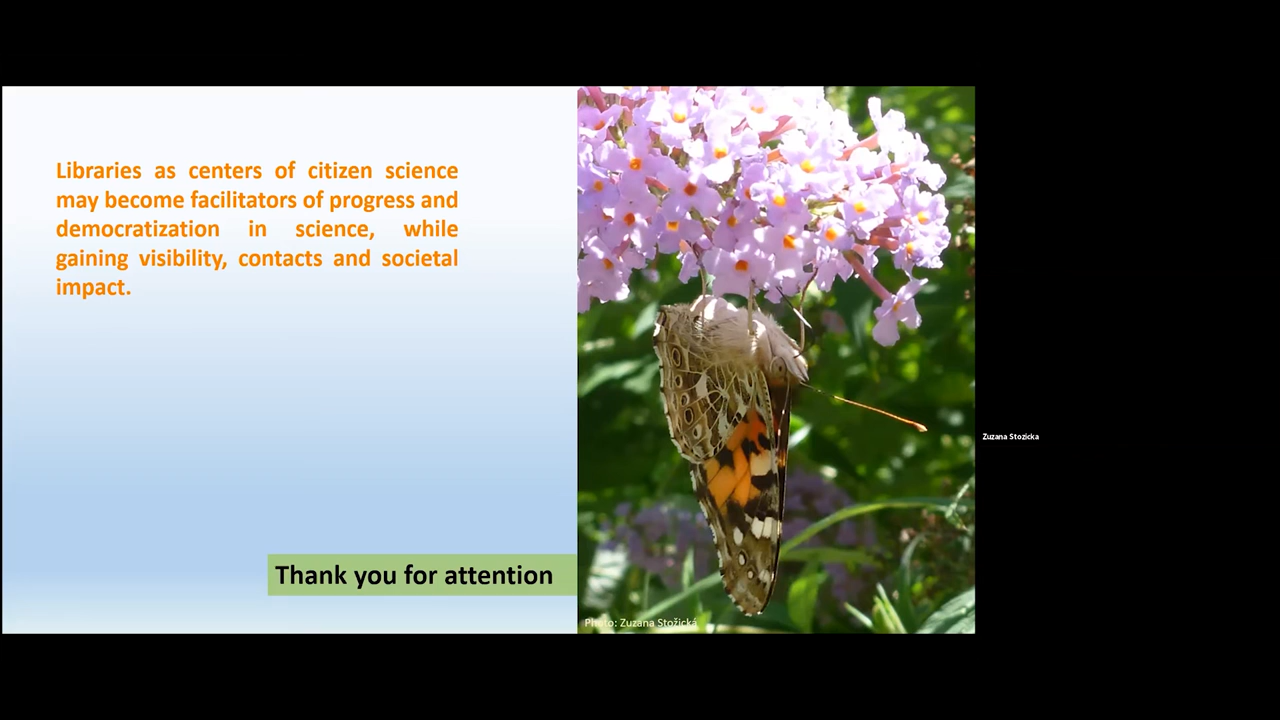 Libraries as centers of citizen science
may become facilitators of progress and
democratization in science, while
gaining visibility, contacts and societal
impact.
Thank you for attention
Photo: Zuzana Stožická
Zuzana Stozicka